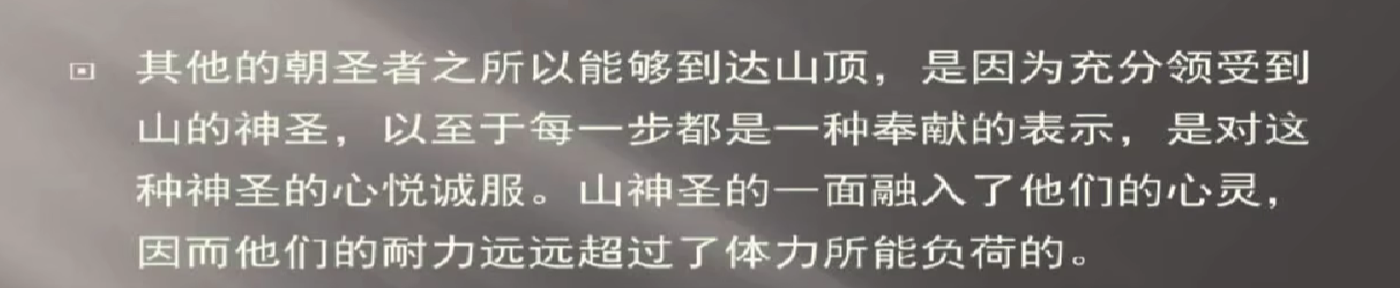 其他的朝圣者之所以能够到达山顶，是因为充分领受到
山的神圣，以至于每一步都是一种奉献的表示，是对这
种神圣的心悦诚服。山神圣的一面融入了他们的心灵，
因而他们的耐力远远超过了体力所能负荷的。